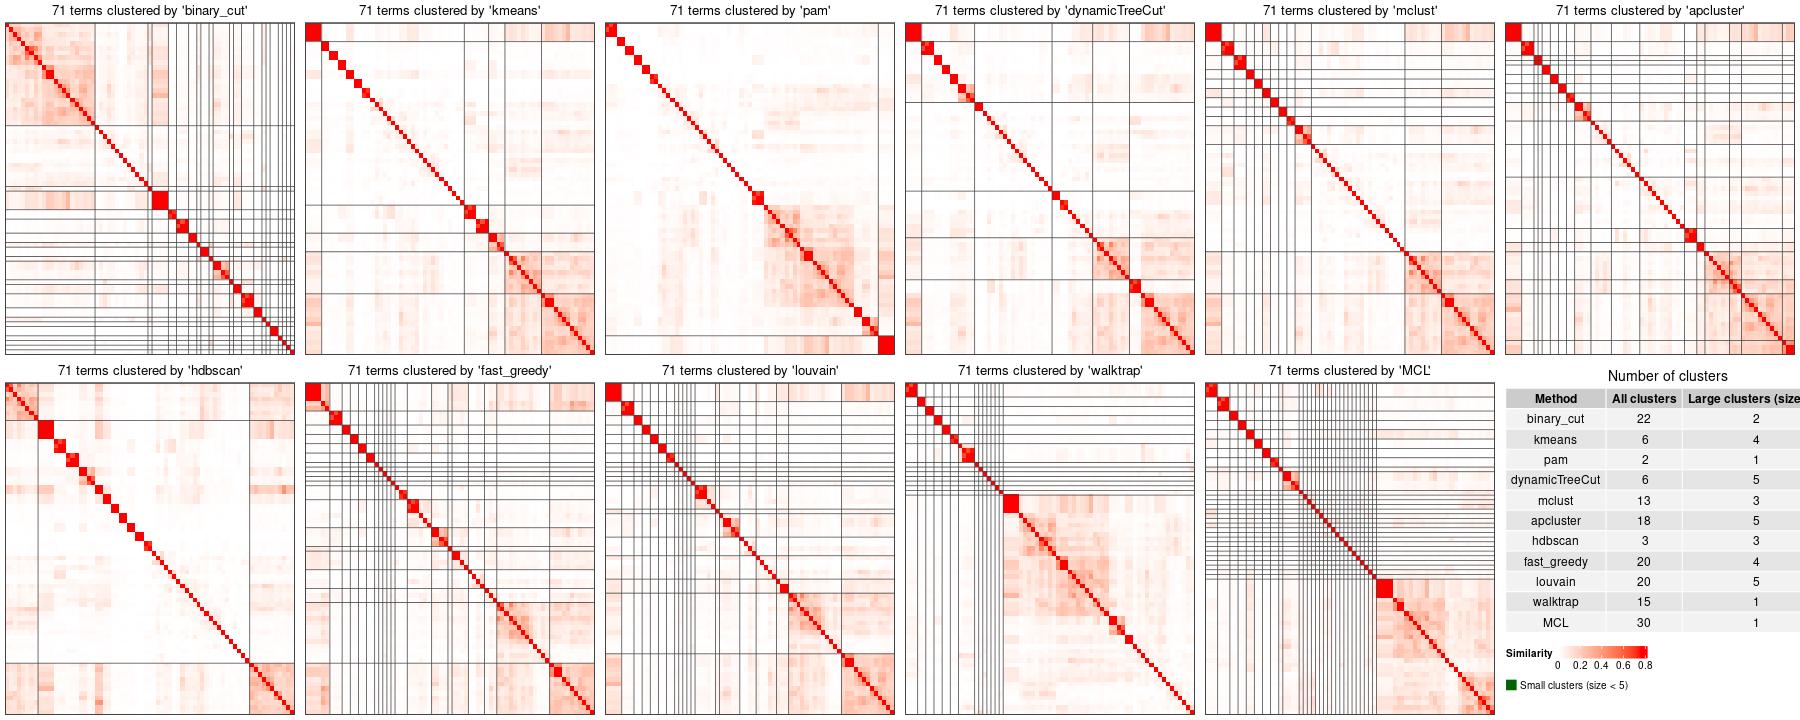 71 terms clustered by 'binary_cut'
71 terms clustered by 'kmeans'
71 terms clustered by 'pam'
71 terms clustered by 'dynamicTreeCut'
71 terms clustered by 'mclust'
71 terms clustered by 'apcluster'
71 terms clustered by 'hdbscan'
71 terms clustered by 'fast_greedy'
71 terms clustered by 'louvain'
71 terms clustered by 'walktrap'
71 terms clustered by 'MCL'
Number of clusters
Method All clusters Large clusters (size
binary_cut 22 2
kmeans 6 4
pam 2 1
dynamicTreeCut 6 5
mclust 13 3
apcluster 18 5
hdbscan 3 3
fast_greedy 20 4
louvain 20 5
walktrap 15 1
MCL 30 1
Similarity
0 0.2 0.4 0.6 0.8
Small clusters (size < 5)